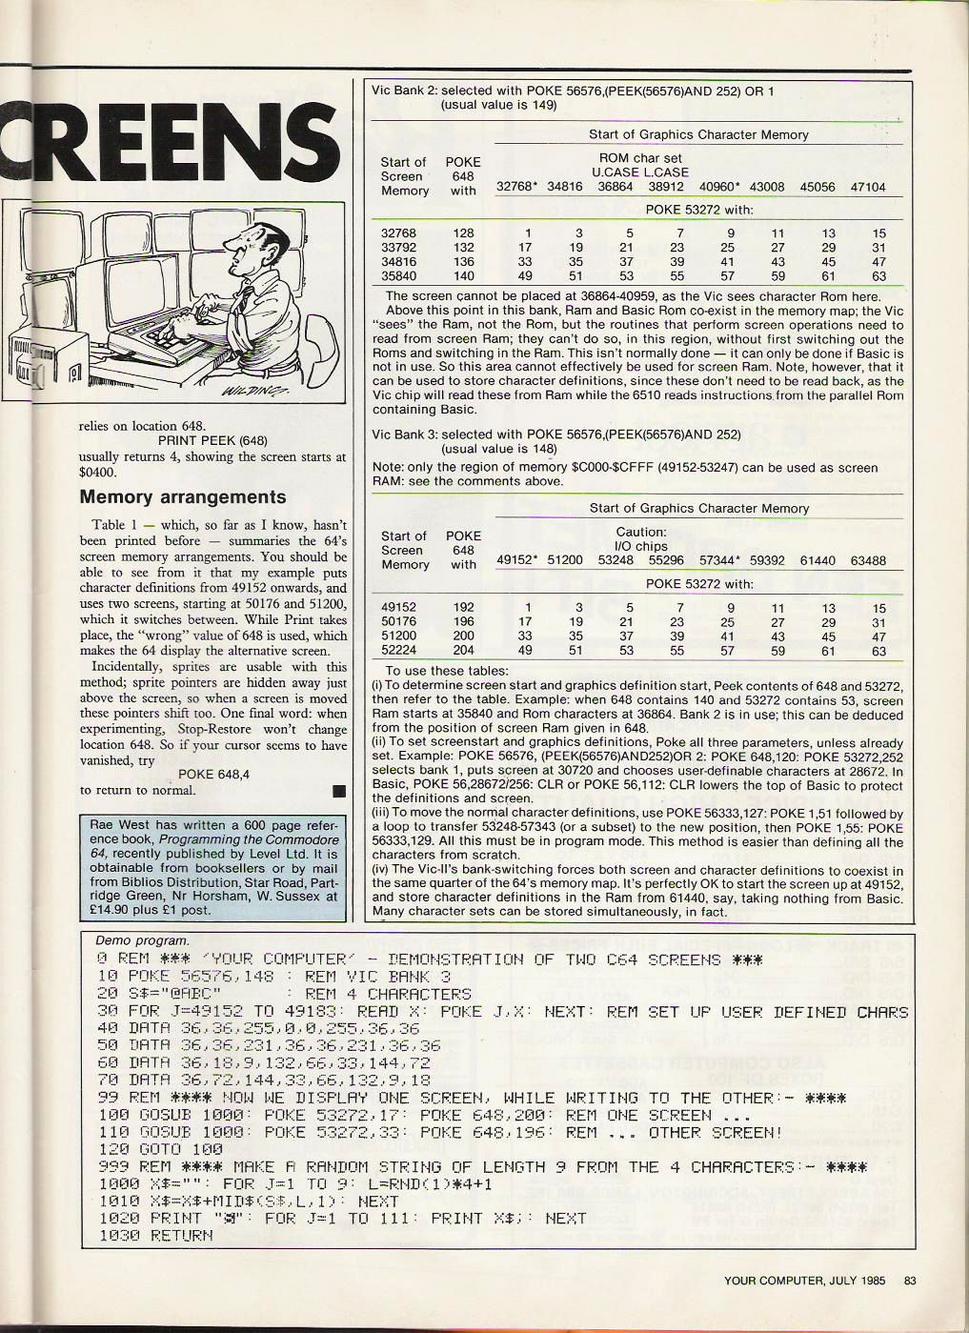 CREENS
WILDING.
relies on location 648.
PRINT PEEK (648)
usually returns 4, showing the screen starts at
$0400.
Memory arrangements
Table 1 — which, so far as I know, hasn't
been printed before — summaries the 64's
screen memory arrangements. You should be
able to see from it that my example puts
character definitions from 49152 onwards, and
uses two screens, starting at 50176 and 51200,
which it switches between. While Print takes
place, the "wrong" value of 648 is used, which
makes the 64 display the alternative screen.
Incidentally, sprites are usable with this
method; sprite pointers are hidden away just
above the screen, so when a screen is moved
these pointers shift too. One final word: when
experimenting, Stop-Restore won't change
location 648. So if your cursor seems to have
vanished, try
POKE 648,4
to return to normal. ■
Rae West has written a 600 page refer-
ence book, Programming the Commodore
64, recently published by Level Ltd. It is
obtainable from booksellers or by mail
from Biblios Distribution, Star Road, Part-
ridge Green, Nr Horsham, W. Sussex at
£14.90 plus £1 post.
Vic Bank 2: selected with POKE 56576,(PEEK(56576)AND 252) OR 1
(usual value is 149)
Start of Graphics Character Memory
Start of POKE ROM char set
Screen 648 U.CASE L.CASE
Memory with 32768* 34816 36864 38912 40960* 43008 45056 47104
POKE 53272 with:
32768 128 1 3 5 7 9 11 13 15
33792 132 17 19 21 23 25 27 29 31
34816 136 33 35 37 39 41 43 45 47
35840 140 49 51 53 55 57 59 61 63
The screen cannot be placed at 36864-40959, as the Vic sees character Rom here.
Above this point in this bank, Ram and Basic Rom co-exist in the memory map; the Vic
"sees" the Ram, not the Rom, but the routines that perform screen operations need to
read from screen Ram; they can't do so, in this region, without first switching out the
Roms and switching in the Ram. This isn't normally done — it can only be done if Basic is
not in use. So this area cannot effectively be used for screen Ram. Note, however, that it
can be used to store character definitions, since these don't need to be read back, as the
Vic chip will read these from Ram while the 6510 reads instructions from the parallel Rom
containing Basic.
Vic Bank 3: selected with POKE 56576,(PEEK(56576)AND 252)
(usual value is 148)
Note: only the region of memory $C000-$CFFF (49152-53247) can be used as screen
RAM: see the comments above.
Start of Graphics Character Memory
Start of POKE Caution:
Screen 648 I/O chips
Memory with 49152* 51200 53248 55296 57344* 59392 61440 63488
POKE 53272 with:
49152 192 1 3 5 7 9 11 13 15
50176 196 17 19 21 23 25 27 29 31
51200 200 33 35 37 39 41 43 45 47
52224 204 49 51 53 55 57 59 61 63
To use these tables:
(i) To determine screen start and graphics definition start, Peek contents of 648 and 53272,
then refer to the table. Example: when 648 contains 140 and 53272 contains 53, screen
Ram starts at 35840 and Rom characters at 36864. Bank 2 is in use; this can be deduced
from the position of screen Ram given in 648.
(ii) To set screenstart and graphics definitions, Poke all three parameters, unless already
set. Example: POKE 56576, (PEEK(56576)AND252)OR 2: POKE 648,120: POKE 53272,252
selects bank 1, puts screen at 30720 and chooses user-definable characters at 28672. In
Basic, POKE 56,28672/256: CLR or POKE 56,112: CLR lowers the top of Basic to protect
the definitions and screen.
(iii) To move the normal character definitions, use POKE 56333,127: POKE 1,51 followed by
a loop to transfer 53248-57343 (or a subset) to the new position, then POKE 1,55: POKE
56333,129. All this must be in program mode. This method is easier than defining all the
characters from scratch.
(iv) The Vic-II's bank-switching forces both screen and character definitions to coexist in
the same quarter of the 64's memory map. It's perfectly OK to start the screen up at 49152,
and store character definitions in the Ram from 61440, say, taking nothing from Basic.
Many character sets can be stored simultaneously, in fact.
Demo program.
0 REM *** 'YOUR COMPUTER' - DEMONSTRATION OF TWO C64 SCREENS ***
10 POKE 56576,148 : REM VIC BANK 3
20 S$="@ABC" : REM 4 CHARACTERS
30 FOR J=49152 TO 49183: READ X: POKE J,X: NEXT: REM SET UP USER DEFINED CHARS
40 DATA 36,36,255,0,0,255,36,36
50 DATA 36,36,231,36,36,231,36,36
60 DATA 36,18,9,132,66,33,144,72
70 DATA 36,72,144,33,66,132,9,18
99 REM **** NOW WE DISPLAY ONE SCREEN, WHILE WRITING TO THE OTHER:- ****
100 GOSUB 1000: POKE 53272,17: POKE 648,200: REM ONE SCREEN ...
110 GOSUB 1000: POKE 53272,33: POKE 648,196: REM ... OTHER SCREEN!
120 GOTO 100
999 REM **** MAKE A RANDOM STRING OF LENGTH 9 FROM THE 4 CHARACTERS:- ****
1000 X$="": FOR J=1 TO 9: L=RND(1)*4+1
1010 X$=X$+MID$(S$,L,1): NEXT
1020 PRINT "": FOR J=1 TO 111: PRINT X$;: NEXT
1030 RETURN
YOUR COMPUTER, JULY 1985 83